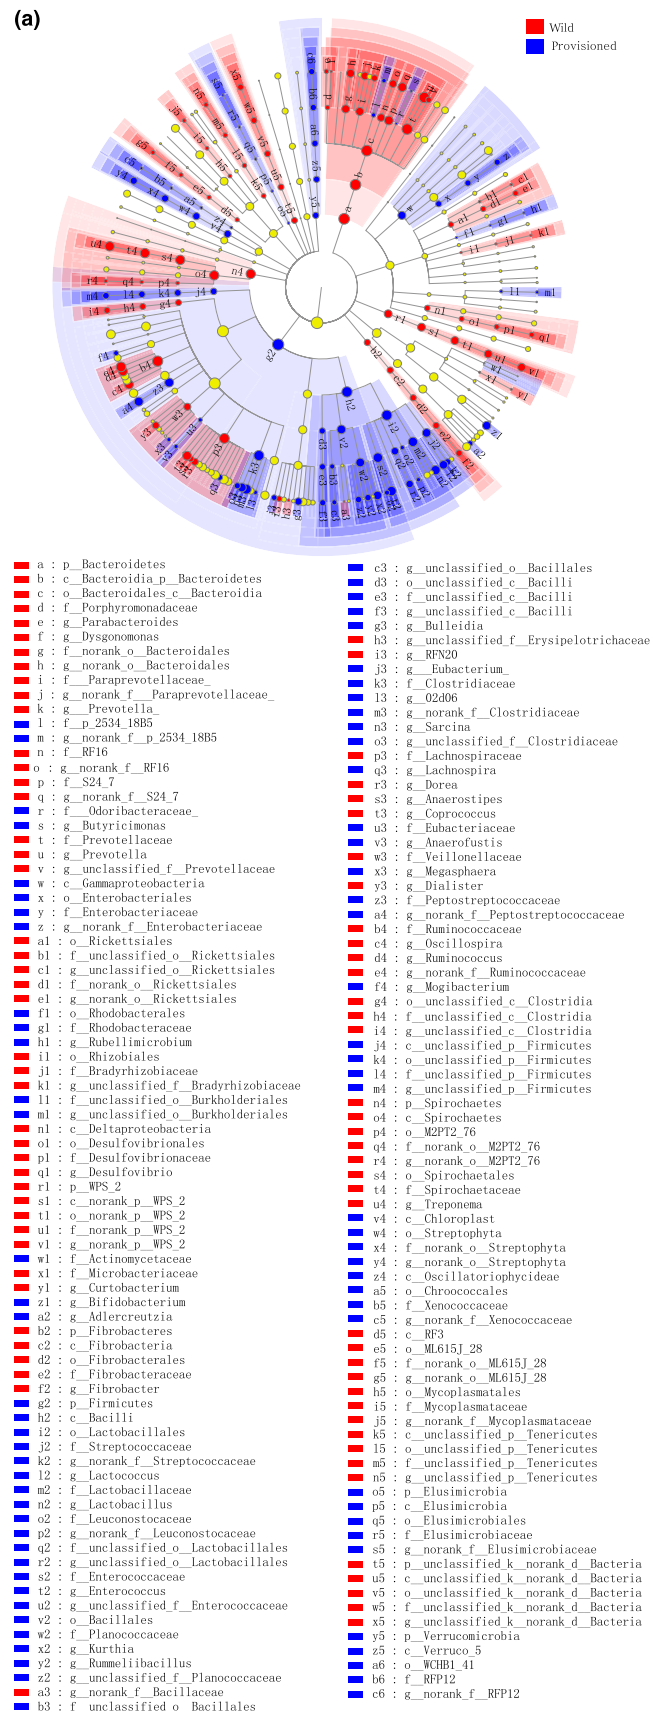 (a)
Wild
Provisioned
a : p__Bacteroidetes
b : c__Bacteroidia_p__Bacteroidetes
c : o__Bacteroidales_c__Bacteroidia
d : f__Porphyromonadaceae
e : g__Parabacteroides
f : g__Dysgonomonas
g : f__norank_o__Bacteroidales
h : g__norank_o__Bacteroidales
i : f___Paraprevotellaceae_
j : g__norank_f___Paraprevotellaceae_
k : g___Prevotella_
l : f__p_2534_18B5
m : g__norank_f__p_2534_18B5
n : f__RF16
o : g__norank_f__RF16
p : f__S24_7
q : g__norank_f__S24_7
r : f___Odoribacteraceae_
s : g__Butyricimonas
t : f__Prevotellaceae
u : g__Prevotella
v : g__unclassified_f__Prevotellaceae
w : c__Gammaproteobacteria
x : o__Enterobacteriales
y : f__Enterobacteriaceae
z : g__norank_f__Enterobacteriaceae
a1 : o__Rickettsiales
b1 : f__unclassified_o__Rickettsiales
c1 : g__unclassified_o__Rickettsiales
d1 : f__norank_o__Rickettsiales
e1 : g__norank_o__Rickettsiales
f1 : o__Rhodobacterales
g1 : f__Rhodobacteraceae
h1 : g__Rubellimicrobium
i1 : o__Rhizobiales
j1 : f__Bradyrhizobiaceae
k1 : g__unclassified_f__Bradyrhizobiaceae
l1 : f__unclassified_o__Burkholderiales
m1 : g__unclassified_o__Burkholderiales
n1 : c__Deltaproteobacteria
o1 : o__Desulfovibrionales
p1 : f__Desulfovibrionaceae
q1 : g__Desulfovibrio
r1 : p__WPS_2
s1 : c__norank_p__WPS_2
t1 : o__norank_p__WPS_2
u1 : f__norank_p__WPS_2
v1 : g__norank_p__WPS_2
w1 : f__Actinomycetaceae
x1 : f__Microbacteriaceae
y1 : g__Curtobacterium
z1 : g__Bifidobacterium
a2 : g__Adlercreutzia
b2 : p__Fibrobacteres
c2 : c__Fibrobacteria
d2 : o__Fibrobacterales
e2 : f__Fibrobacteraceae
f2 : g__Fibrobacter
g2 : p__Firmicutes
h2 : c__Bacilli
i2 : o__Lactobacillales
j2 : f__Streptococcaceae
k2 : g__norank_f__Streptococcaceae
l2 : g__Lactococcus
m2 : f__Lactobacillaceae
n2 : g__Lactobacillus
o2 : f__Leuconostocaceae
p2 : g__norank_f__Leuconostocaceae
q2 : f__unclassified_o__Lactobacillales
r2 : g__unclassified_o__Lactobacillales
s2 : f__Enterococcaceae
t2 : g__Enterococcus
u2 : g__unclassified_f__Enterococcaceae
v2 : o__Bacillales
w2 : f__Planococcaceae
x2 : g__Kurthia
y2 : g__Rummeliibacillus
z2 : g__unclassified_f__Planococcaceae
a3 : g__norank_f__Bacillaceae
b3 : f__unclassified_o__Bacillales
c3 : g__unclassified_o__Bacillales
d3 : o__unclassified_c__Bacilli
e3 : f__unclassified_c__Bacilli
f3 : g__unclassified_c__Bacilli
g3 : g__Bulleidia
h3 : g__unclassified_f__Erysipelotrichaceae
i3 : g__RFN20
j3 : g___Eubacterium_
k3 : f__Clostridiaceae
l3 : g__02d06
m3 : g__norank_f__Clostridiaceae
n3 : g__Sarcina
o3 : g__unclassified_f__Clostridiaceae
p3 : f__Lachnospiraceae
q3 : g__Lachnospira
r3 : g__Dorea
s3 : g__Anaerostipes
t3 : g__Coprococcus
u3 : f__Eubacteriaceae
v3 : g__Anaerofustis
w3 : f__Veillonellaceae
x3 : g__Megasphaera
y3 : g__Dialister
z3 : f__Peptostreptococcaceae
a4 : g__norank_f__Peptostreptococcaceae
b4 : f__Ruminococcaceae
c4 : g__Oscillospira
d4 : g__Ruminococcus
e4 : g__norank_f__Ruminococcaceae
f4 : g__Mogibacterium
g4 : o__unclassified_c__Clostridia
h4 : f__unclassified_c__Clostridia
i4 : g__unclassified_c__Clostridia
j4 : c__unclassified_p__Firmicutes
k4 : o__unclassified_p__Firmicutes
l4 : f__unclassified_p__Firmicutes
m4 : g__unclassified_p__Firmicutes
n4 : p__Spirochaetes
o4 : c__Spirochaetes
p4 : o__M2PT2_76
q4 : f__norank_o__M2PT2_76
r4 : g__norank_o__M2PT2_76
s4 : o__Spirochaetales
t4 : f__Spirochaetaceae
u4 : g__Treponema
v4 : c__Chloroplast
w4 : o__Streptophyta
x4 : f__norank_o__Streptophyta
y4 : g__norank_o__Streptophyta
z4 : c__Oscillatoriophycideae
a5 : o__Chroococcales
b5 : f__Xenococcaceae
c5 : g__norank_f__Xenococcaceae
d5 : c__RF3
e5 : o__ML615J_28
f5 : f__norank_o__ML615J_28
g5 : g__norank_o__ML615J_28
h5 : o__Mycoplasmatales
i5 : f__Mycoplasmataceae
j5 : g__norank_f__Mycoplasmataceae
k5 : c__unclassified_p__Tenericutes
l5 : o__unclassified_p__Tenericutes
m5 : f__unclassified_p__Tenericutes
n5 : g__unclassified_p__Tenericutes
o5 : p__Elusimicrobia
p5 : c__Elusimicrobia
q5 : o__Elusimicrobiales
r5 : f__Elusimicrobiaceae
s5 : g__norank_f__Elusimicrobiaceae
t5 : p__unclassified_k__norank_d__Bacteria
u5 : c__unclassified_k__norank_d__Bacteria
v5 : o__unclassified_k__norank_d__Bacteria
w5 : f__unclassified_k__norank_d__Bacteria
x5 : g__unclassified_k__norank_d__Bacteria
y5 : p__Verrucomicrobia
z5 : c__Verruco_5
a6 : o__WCHB1_41
b6 : f__RFP12
c6 : g__norank_f__RFP12